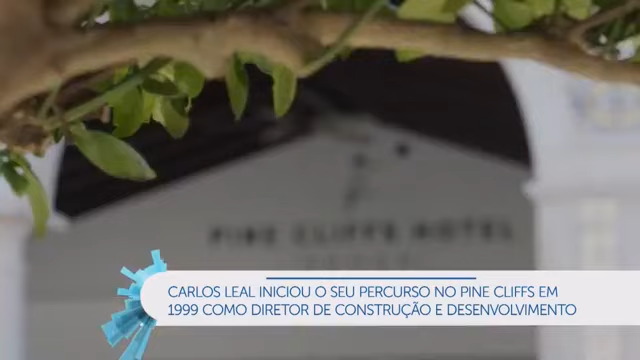 PINE CLIFFS HOTEL
CARLOS LEAL INICIOU O SEU PERCURSO NO PINE CLIFFS EM
1999 COMO DIRETOR DE CONSTRUÇÃO E DESENVOLVIMENTO